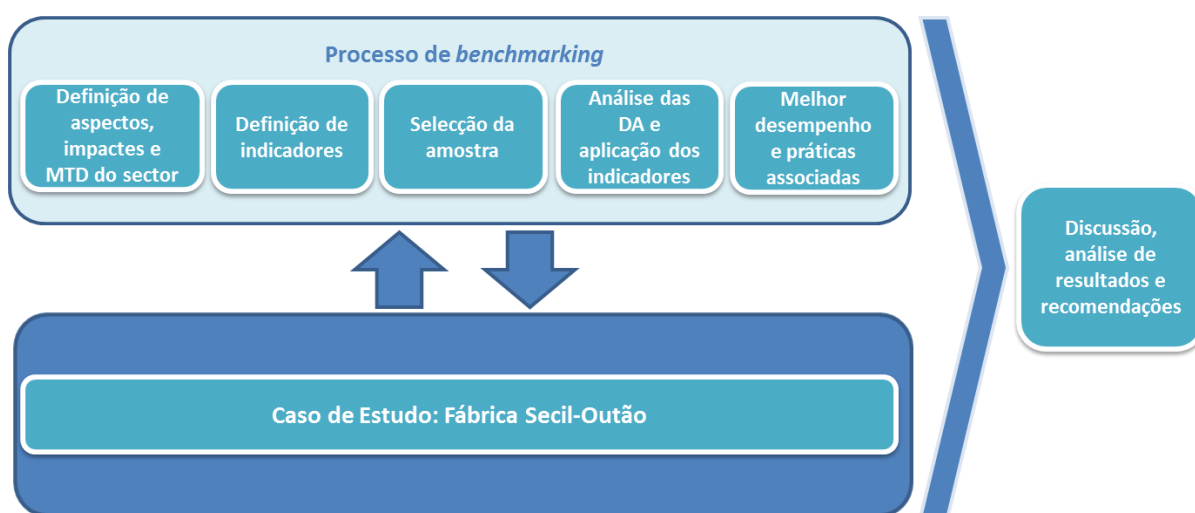 Processo de benchmarking
Definição de
aspectos,
impactes e
MTD do sector
Definição de
indicadores
Selecção da
amostra
Análise das
DA e
aplicação dos
indicadores
Melhor
desempenho
e práticas
associadas
Discussão,
análise de
resultados e
recomendações
Caso de Estudo: Fábrica Secil-Outão